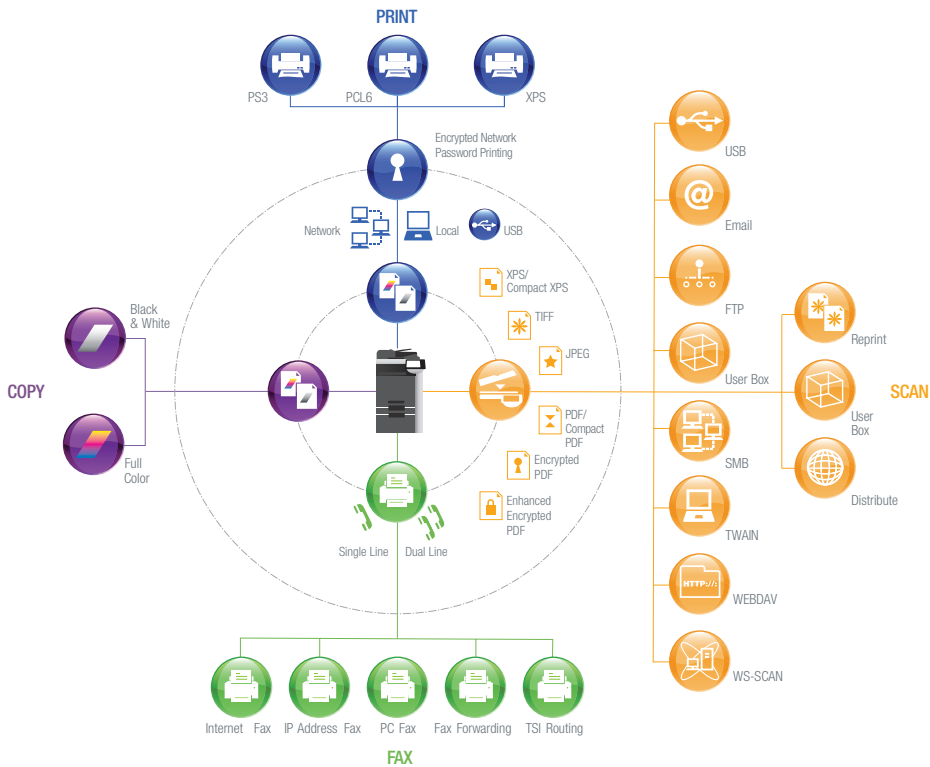 PRINT
PS3
PCL6
XPS
Encrypted Network
Password Printing
Network
Local
USB
XPS/
Compact XPS
TIFF
JPEG
PDF/
Compact
PDF
Encrypted
PDF
Enhanced
Encrypted
PDF
COPY
Black
& White
Full
Color
Single Line
Dual Line
SCAN
USB
@
Email
FTP
User Box
SMB
TWAIN
HTTP://:
WEBDAV
WS-SCAN
Reprint
User
Box
Distribute
Internet Fax
IP Address Fax
PC Fax
Fax Forwarding
TSI Routing
FAX